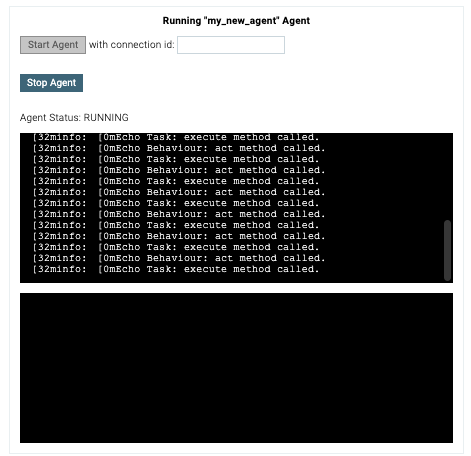 Running "my_new_agent" Agent
Start Agent with connection id:
Stop Agent
Agent Status: RUNNING
[32minfo: [0mEcho Task: execute method called.
[32minfo: [0mEcho Behaviour: act method called.
[32minfo: [0mEcho Task: execute method called.
[32minfo: [0mEcho Behaviour: act method called.
[32minfo: [0mEcho Task: execute method called.
[32minfo: [0mEcho Behaviour: act method called.
[32minfo: [0mEcho Task: execute method called.
[32minfo: [0mEcho Behaviour: act method called.
[32minfo: [0mEcho Task: execute method called.
[32minfo: [0mEcho Behaviour: act method called.
[32minfo: [0mEcho Task: execute method called.
[32minfo: [0mEcho Behaviour: act method called.
[32minfo: [0mEcho Task: execute method called.